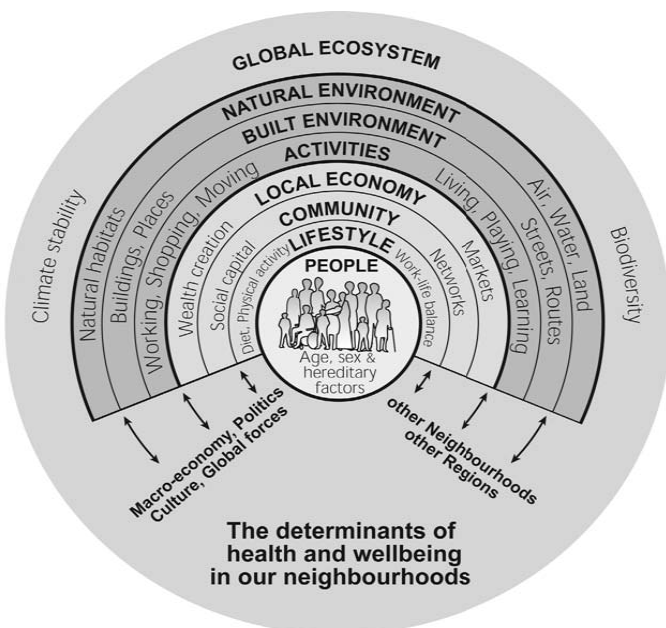 GLOBAL ECOSYSTEM
NATURAL ENVIRONMENT
BUILT ENVIRONMENT
ACTIVITIES
LOCAL ECONOMY
COMMUNITY
LIFESTYLE
PEOPLE
Age, sex &
hereditary
factors
Climate stability
Natural habitats
Buildings, Places
Working, Shopping, Moving
Wealth creation
Social capital
Diet, Physical activity
Work-life balance
Networks
Markets
Living, Playing, Learning
Streets, Routes
Air, Water, Land
Biodiversity
Macro-economy, Politics
Culture, Global forces
other Neighbourhoods
other Regions
The determinants of
health and wellbeing
in our neighbourhoods